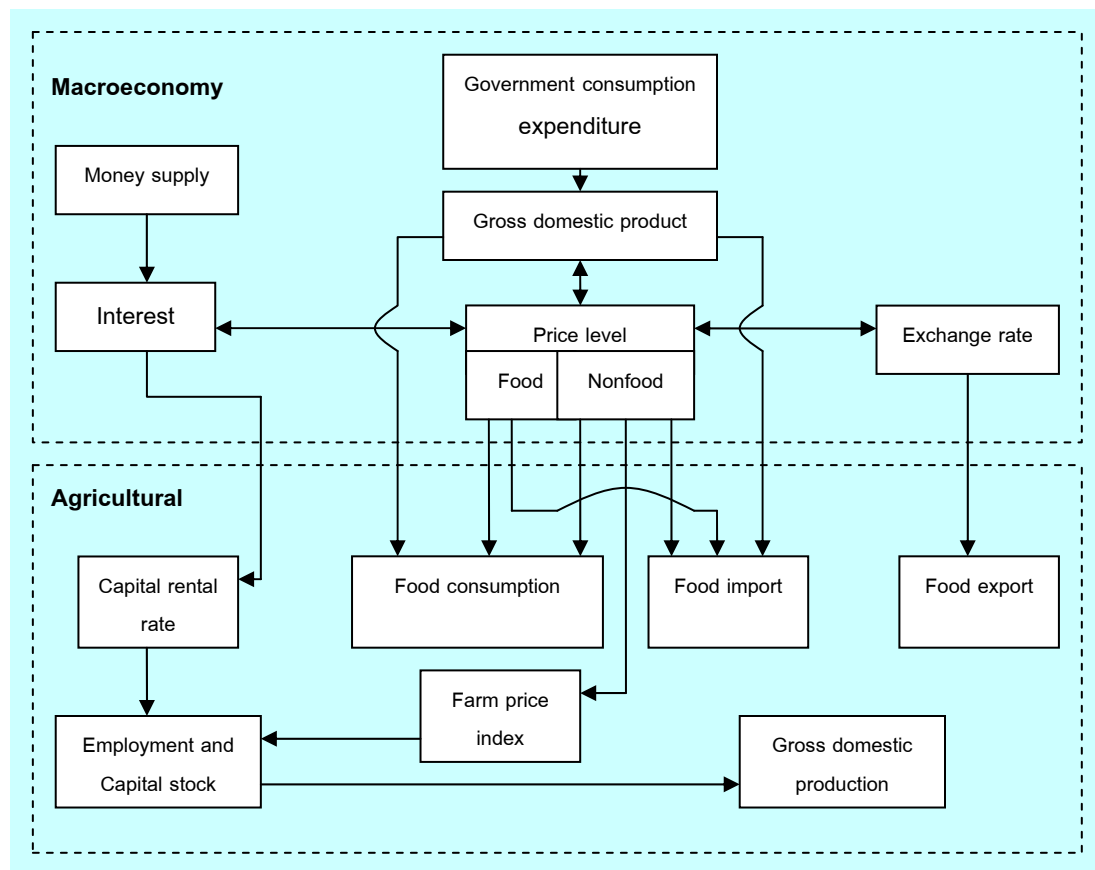 Macroeconomy
Government consumption
expenditure
Money supply
Gross domestic product
Interest
Price level
Exchange rate
Food
Nonfood
Agricultural
Capital rental
rate
Food consumption
Food import
Food export
Farm price
index
Employment and
Capital stock
Gross domestic
production